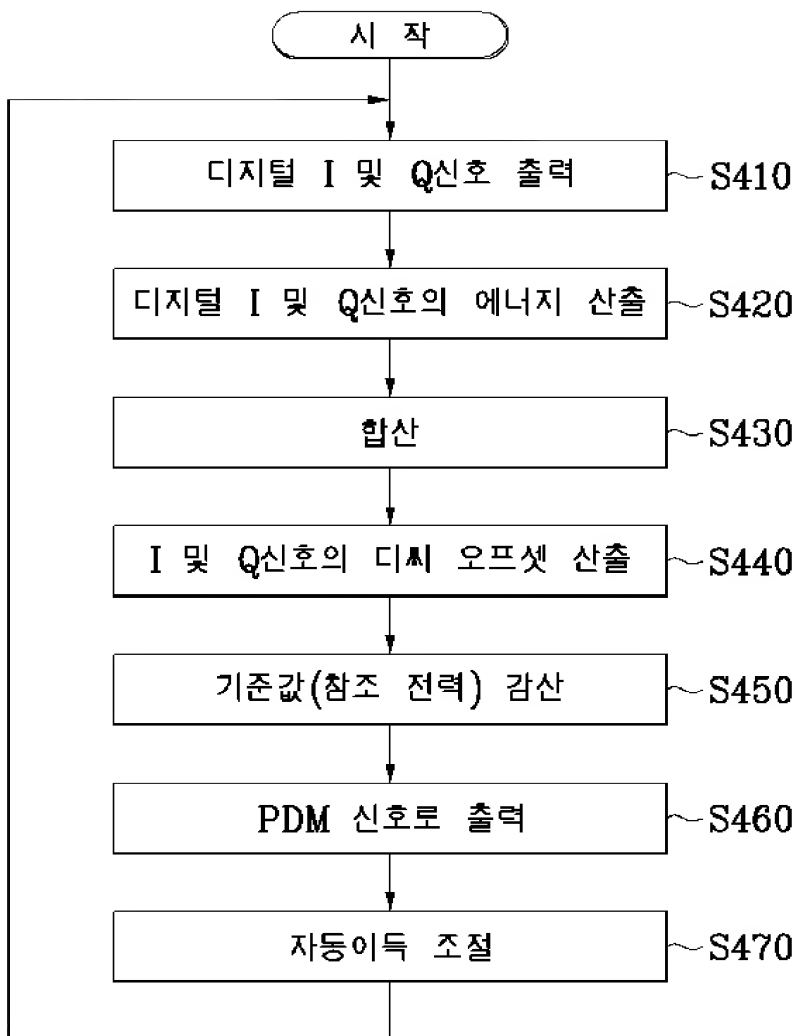 시 작
디지털 I 및 Q신호 출력 S410
디지털 I 및 Q신호의 에너지 산출 S420
합산 S430
I 및 Q신호의 디씨 오프셋 산출 S440
기준값(참조 전력) 감산 S450
PDM 신호로 출력 S460
자동이득 조절 S470